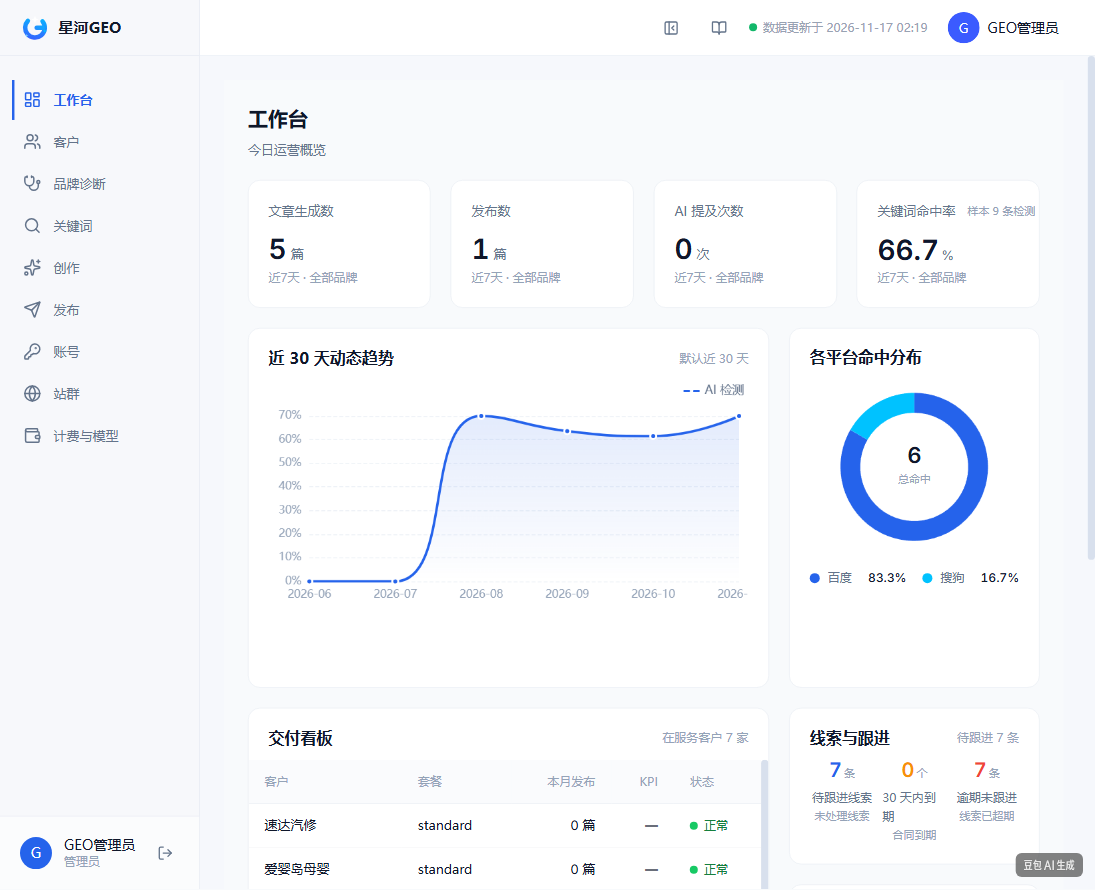 星河GEO
数据更新于 2026-11-17 02:19
G
GEO管理员
工作台
客户
品牌诊断
关键词
创作
发布
账号
站群
计费与模型
G
GEO管理员
管理员
工作台
今日运营概览
文章生成数
5 篇
近7天 · 全部品牌
发布数
1 篇
近7天 · 全部品牌
AI 提及次数
0 次
近7天 · 全部品牌
关键词命中率 样本 9 条检测
66.7 %
近7天 · 全部品牌
近 30 天动态趋势
默认近 30 天
AI 检测
70%
60%
50%
40%
30%
20%
10%
0%
2026-06 2026-07 2026-08 2026-09 2026-10 2026-
各平台命中分布
6
总命中
百度 83.3% 搜狗 16.7%
交付看板
在服务客户 7 家
客户 套餐 本月发布 KPI 状态
速达汽修 standard 0 篇 — 正常
爱婴岛母婴 standard 0 篇 — 正常
线索与跟进
待跟进 7 条
7 条
待跟进线索
未处理线索
0 个
30 天内到
期
合同到期
7 条
逾期未跟进
线索已超期
豆包 AI 生成